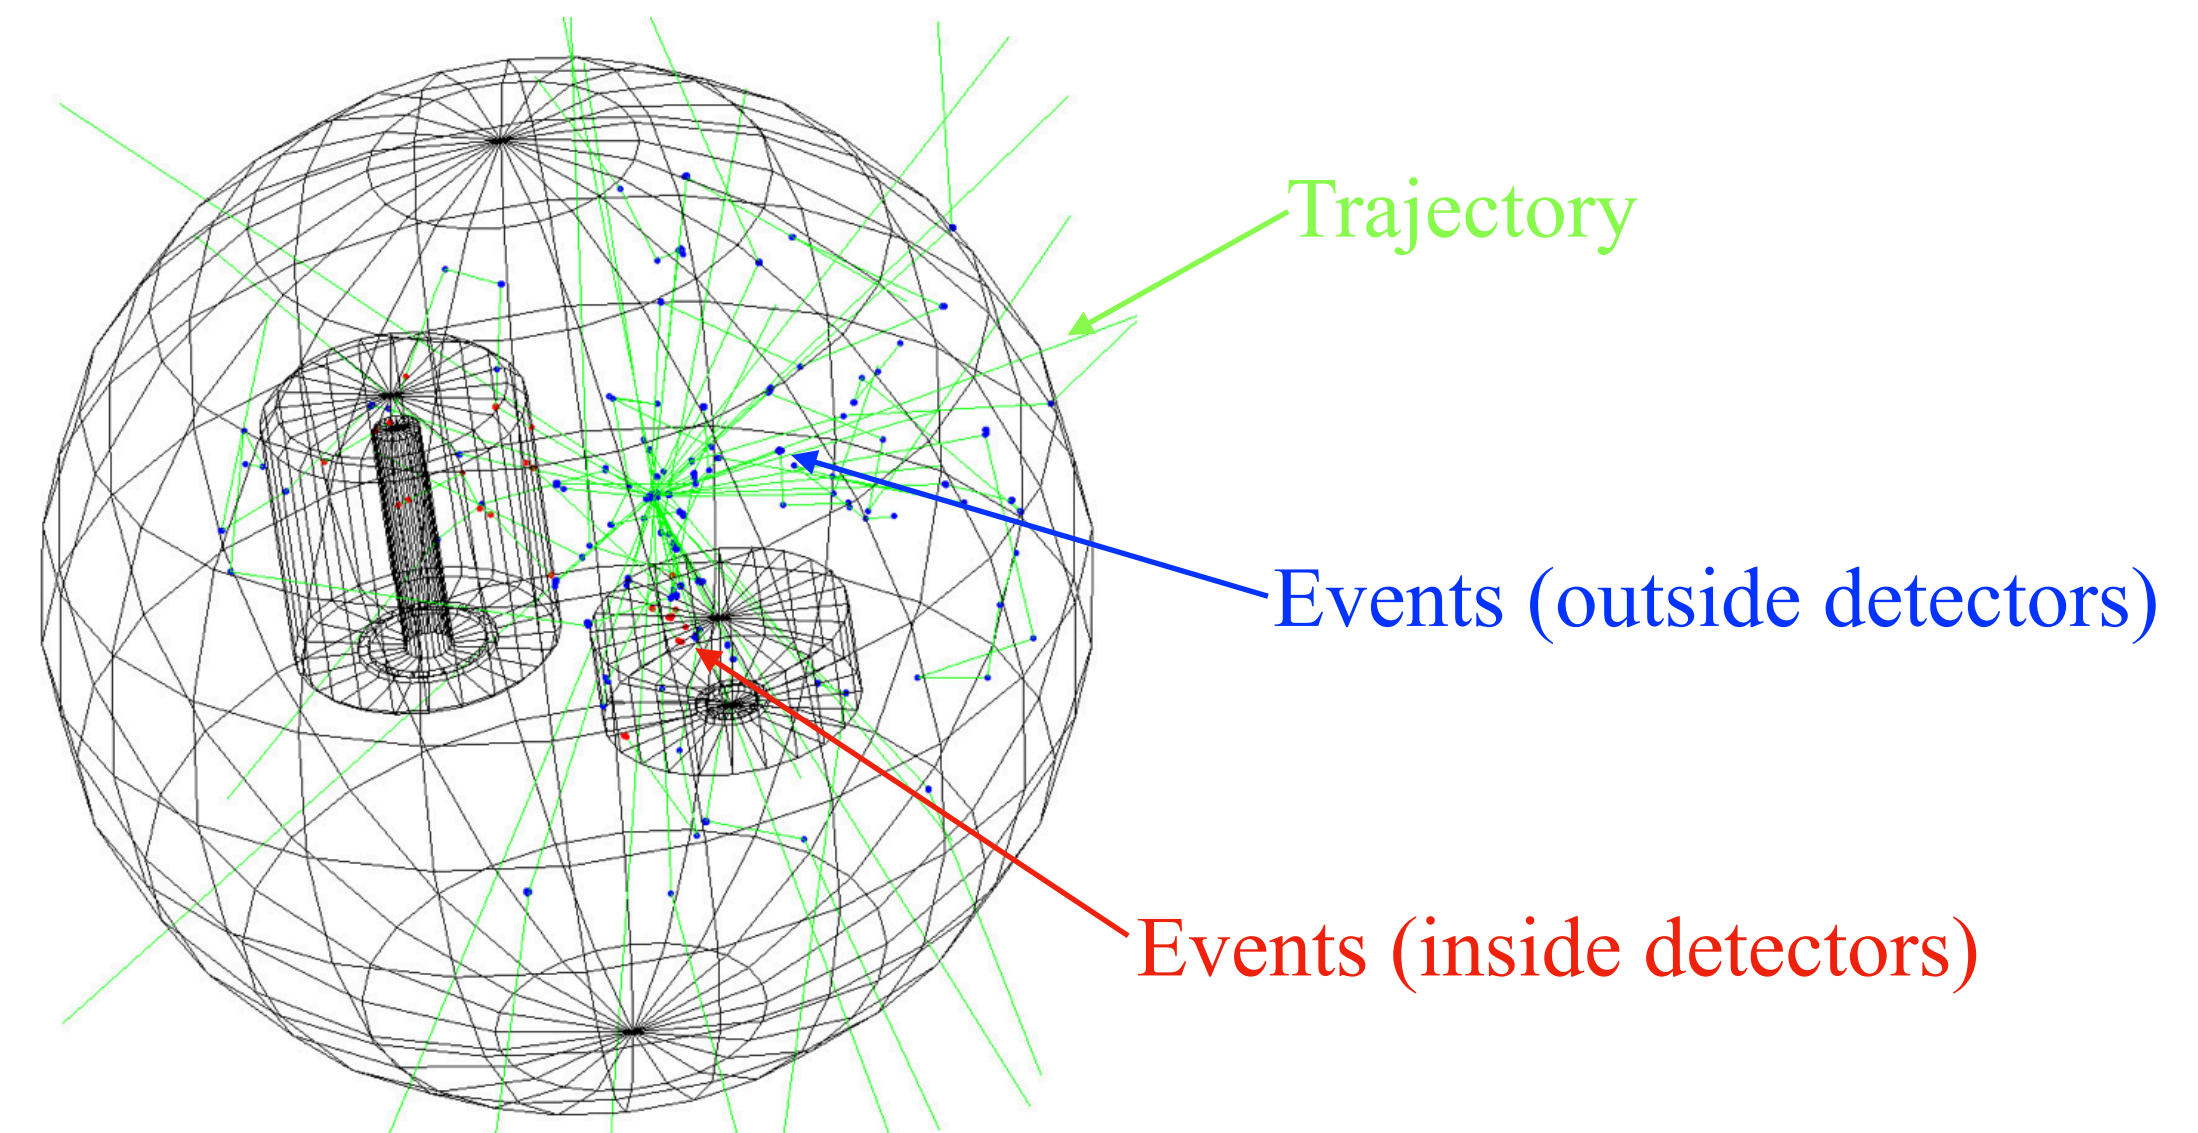 Trajectory
Events (outside detectors)
Events (inside detectors)